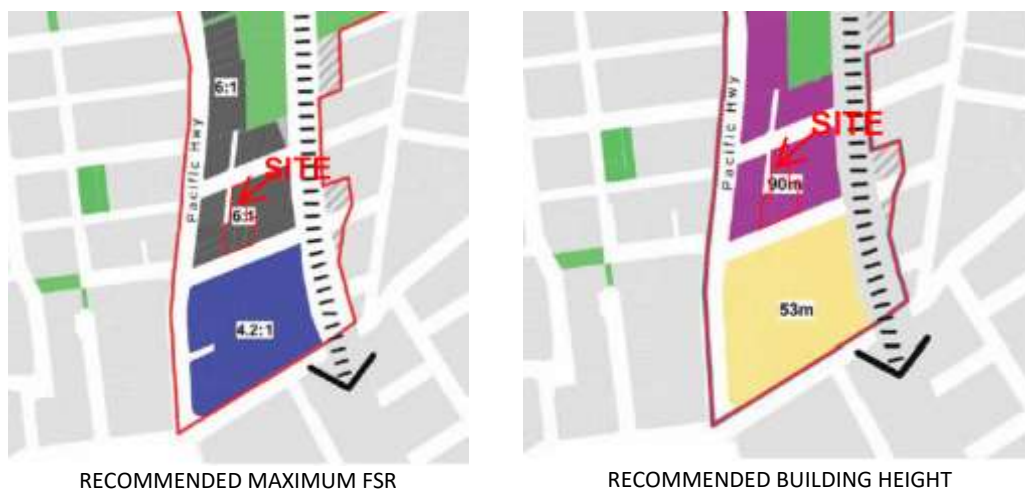 6:1
Pacific Hwy
SITE
6:1
4.2:1
RECOMMENDED MAXIMUM FSR
Pacific Hwy
SITE
90m
53m
RECOMMENDED BUILDING HEIGHT